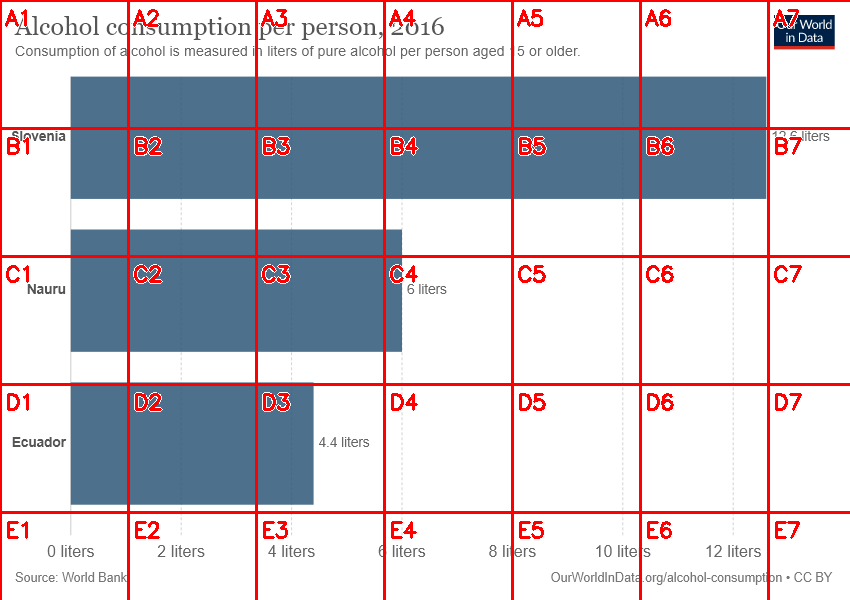 Alcohol consumption per person, 2016
Our World
in Data
Consumption of alcohol is measured in liters of pure alcohol per person aged 15 or older.
Slovenia
12.6 liters
Nauru
6 liters
Ecuador
4.4 liters
0 liters 2 liters 4 liters 6 liters 8 liters 10 liters 12 liters
Source: World Bank
OurWorldInData.org/alcohol-consumption • CC BY
A1 A2 A3 A4 A5 A6 A7
B1 B2 B3 B4 B5 B6 B7
C1 C2 C3 C4 C5 C6 C7
D1 D2 D3 D4 D5 D6 D7
E1 E2 E3 E4 E5 E6 E7